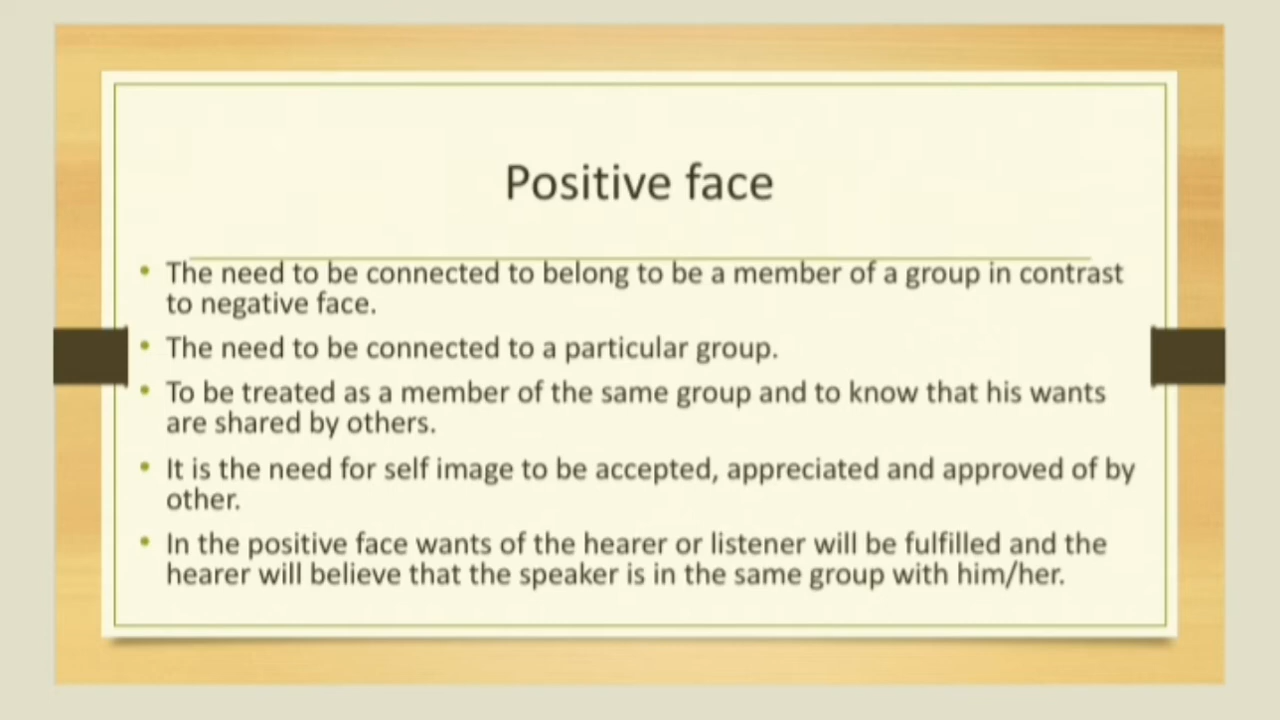 Positive face
• The need to be connected to belong to be a member of a group in contrast
to negative face.
• The need to be connected to a particular group.
• To be treated as a member of the same group and to know that his wants
are shared by others.
• It is the need for self image to be accepted, appreciated and approved of by
other.
• In the positive face wants of the hearer or listener will be fulfilled and the
hearer will believe that the speaker is in the same group with him/her.